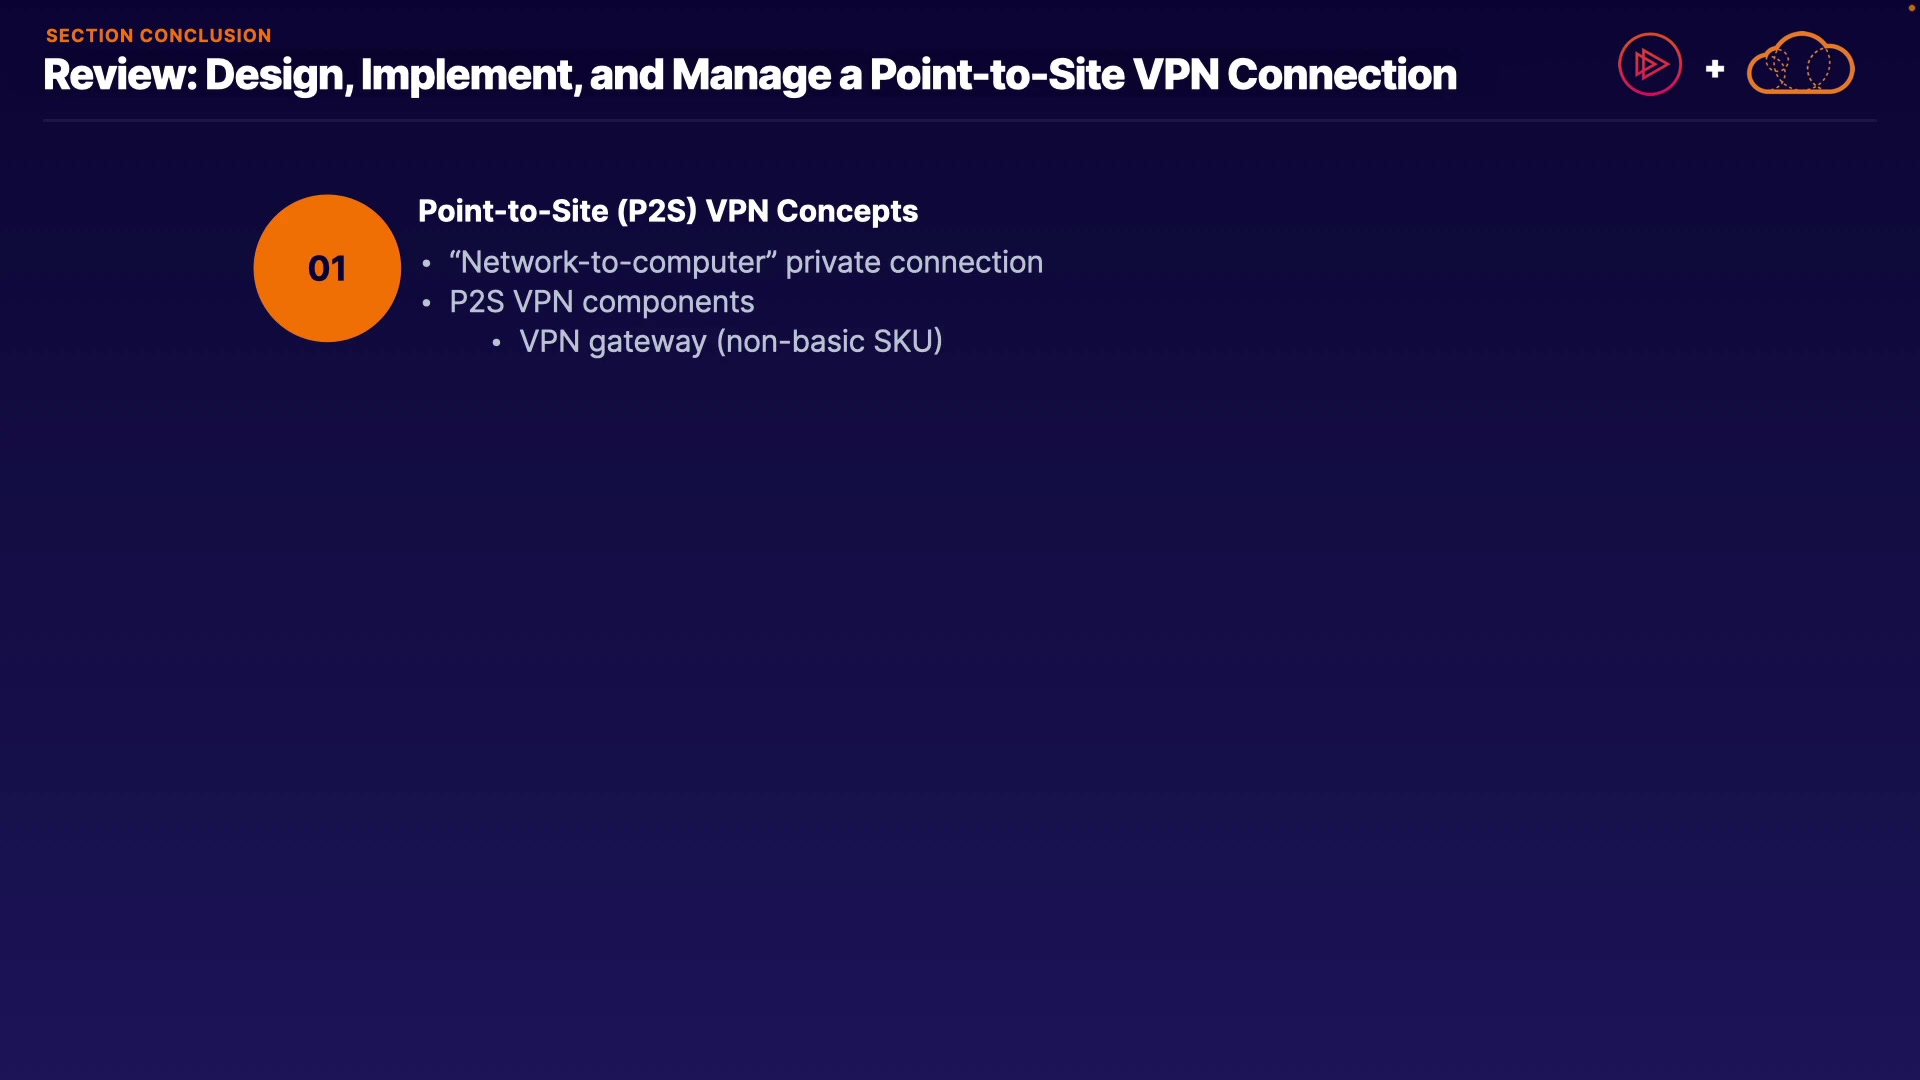 SECTION CONCLUSION
Review: Design, Implement, and Manage a Point-to-Site VPN Connection
+
01
Point-to-Site (P2S) VPN Concepts
• “Network-to-computer” private connection
• P2S VPN components
• VPN gateway (non-basic SKU)